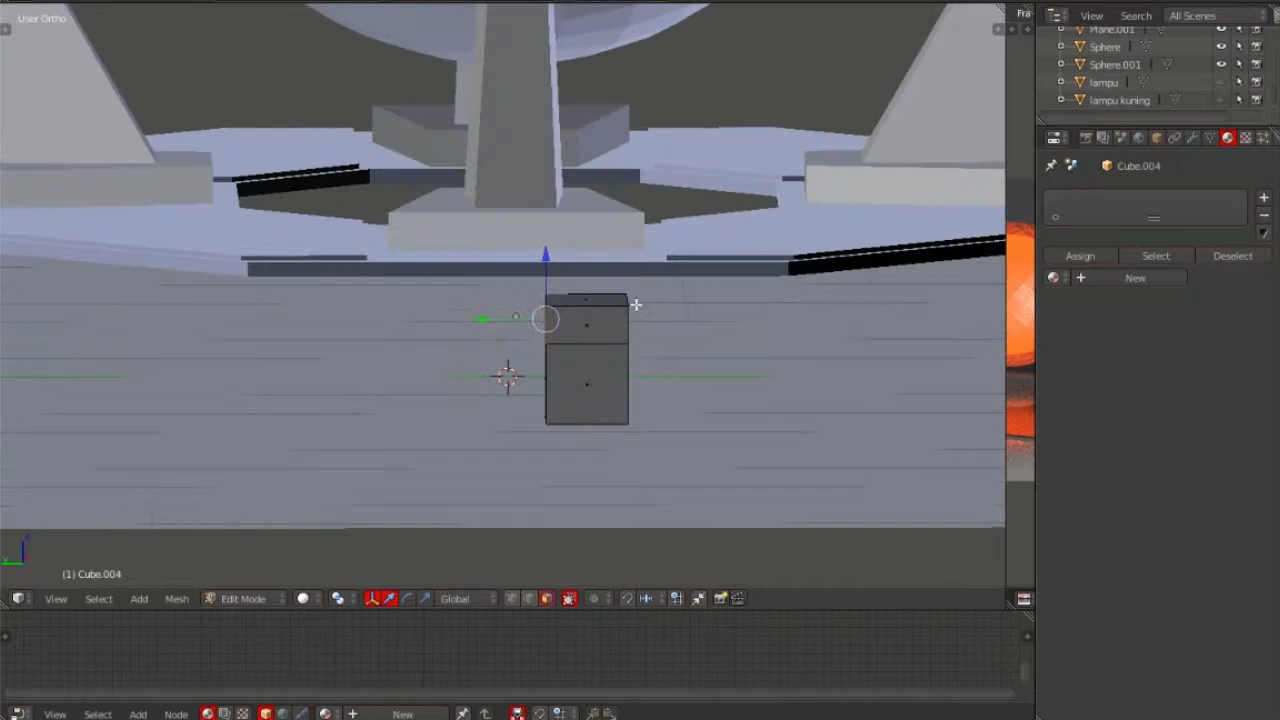 User Ortho
Fra
View Search All Scenes
Plane.001
Sphere
Sphere.001
lampu
lampu kuning
Cube.004
Assign Select Deselect
New
(1) Cube.004
View Select Add Mesh Edit Mode Global
View Select Add Node New